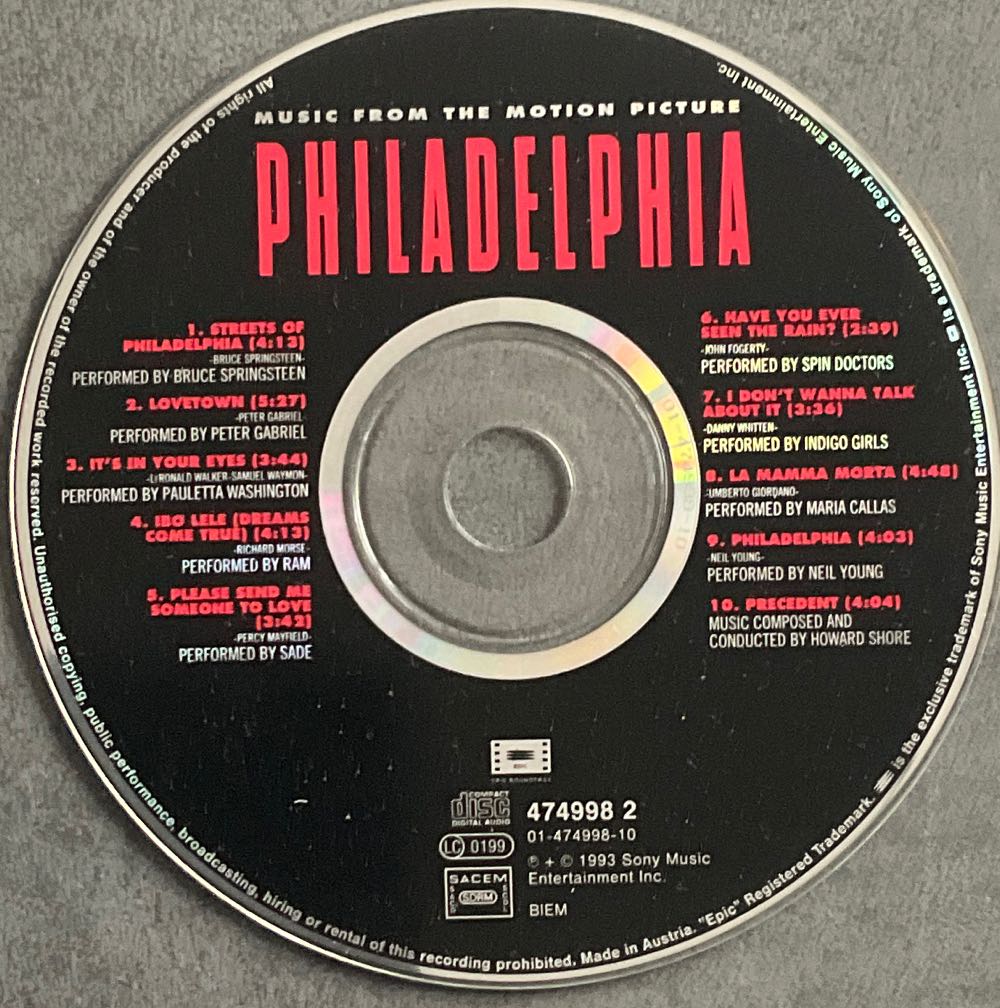 MUSIC FROM THE MOTION PICTURE
PHILADELPHIA
1. STREETS OF
PHILADELPHIA (4:13)
-BRUCE SPRINGSTEEN-
PERFORMED BY BRUCE SPRINGSTEEN
2. LOVETOWN (5:27)
-PETER GABRIEL-
PERFORMED BY PETER GABRIEL
3. IT'S IN YOUR EYES (3:44)
-LeRONALD WALKER-SAMUEL WAYMON-
PERFORMED BY PAULETTA WASHINGTON
4. IBO LELE (DREAMS
COME TRUE) (4:13)
-RICHARD MORSE-
PERFORMED BY RAM
5. PLEASE SEND ME
SOMEONE TO LOVE
(3:42)
-PERCY MAYFIELD-
PERFORMED BY SADE
6. HAVE YOU EVER
SEEN THE RAIN? (2:39)
-JOHN FOGERTY-
PERFORMED BY SPIN DOCTORS
7. I DON'T WANNA TALK
ABOUT IT (3:36)
-DANNY WHITTEN-
PERFORMED BY INDIGO GIRLS
8. LA MAMMA MORTA (4:48)
-UMBERTO GIORDANO-
PERFORMED BY MARIA CALLAS
9. PHILADELPHIA (4:03)
-NEIL YOUNG-
PERFORMED BY NEIL YOUNG
10. PRECEDENT (4:04)
MUSIC COMPOSED AND
CONDUCTED BY HOWARD SHORE
EPIC SOUNDTRAX
COMPACT
disc
DIGITAL AUDIO
474998 2
01-474998-10
LC 0199
℗ + © 1993 Sony Music
Entertainment Inc.
SACEM
SACD SDRM SCGL
BIEM
All rights of the producer and of the owner of the recorded work reserved. Unauthorised copying, public performance, broadcasting, hiring or rental of this recording prohibited. Made in Austria. "Epic" Registered Trademark. is the exclusive trademark of Sony Music Entertainment Inc. is a trademark of Sony Music Entertainment Inc.